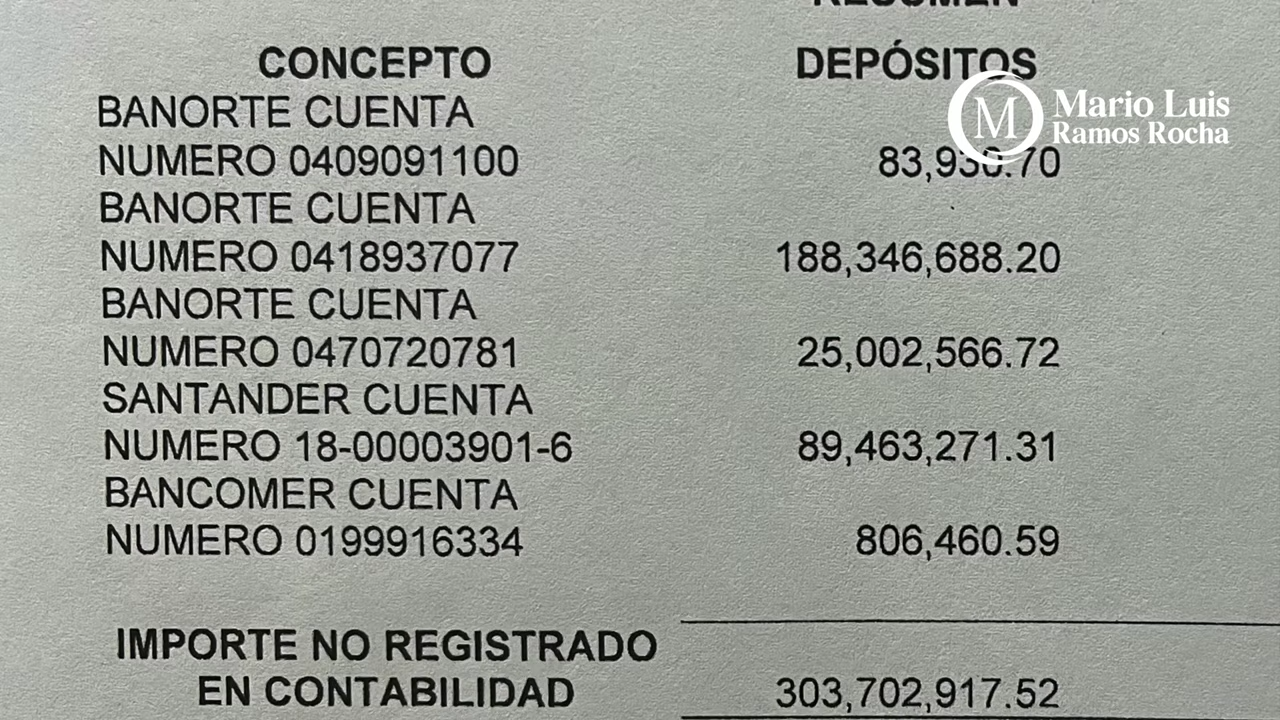 RESUMEN
CONCEPTO DEPÓSITOS
M Mario Luis
Ramos Rocha
BANORTE CUENTA
NUMERO 0409091100 83,930.70
BANORTE CUENTA
NUMERO 0418937077 188,346,688.20
BANORTE CUENTA
NUMERO 0470720781 25,002,566.72
SANTANDER CUENTA
NUMERO 18-00003901-6 89,463,271.31
BANCOMER CUENTA
NUMERO 0199916334 806,460.59
IMPORTE NO REGISTRADO
EN CONTABILIDAD 303,702,917.52